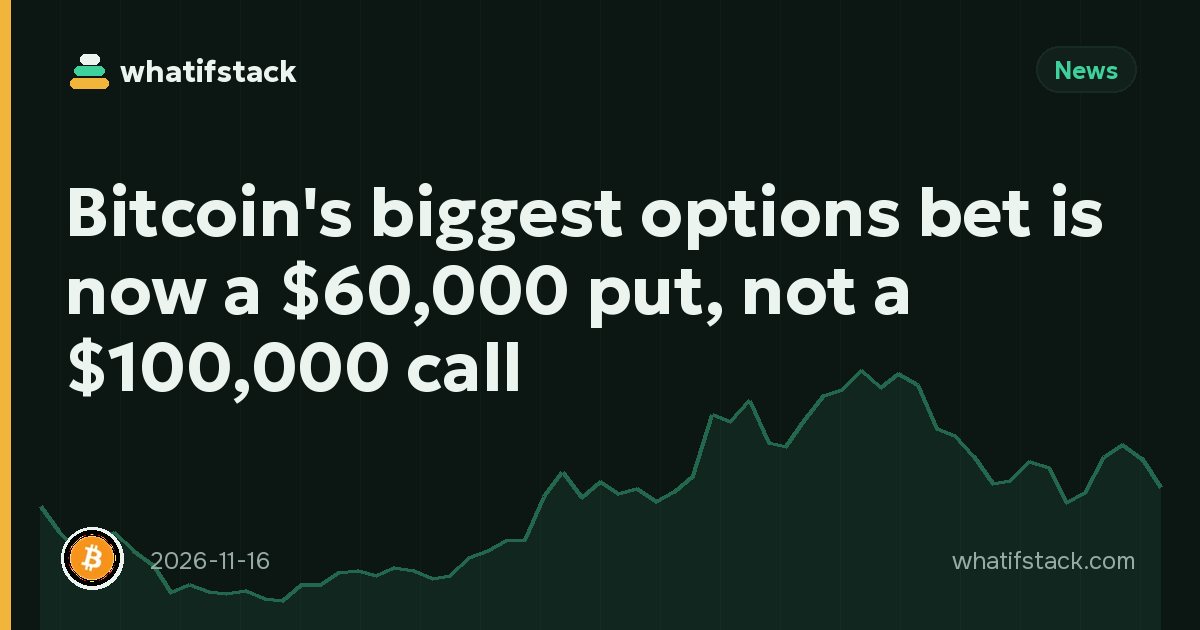 whatifstack
News
Bitcoin's biggest options bet is
now a $60,000 put, not a
$100,000 call
2026-11-16
whatifstack.com